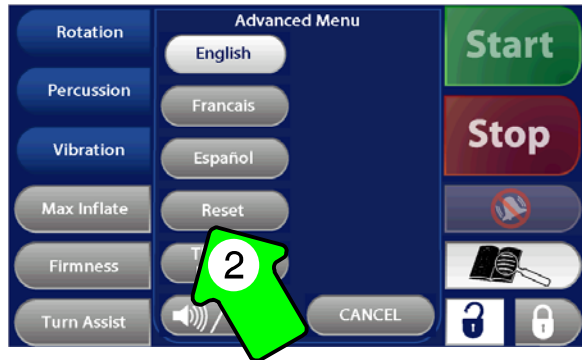 Rotation
Percussion
Vibration
Max Inflate
Firmness
Turn Assist
Advanced Menu
English
Francais
Español
Reset
2
CANCEL
Start
Stop